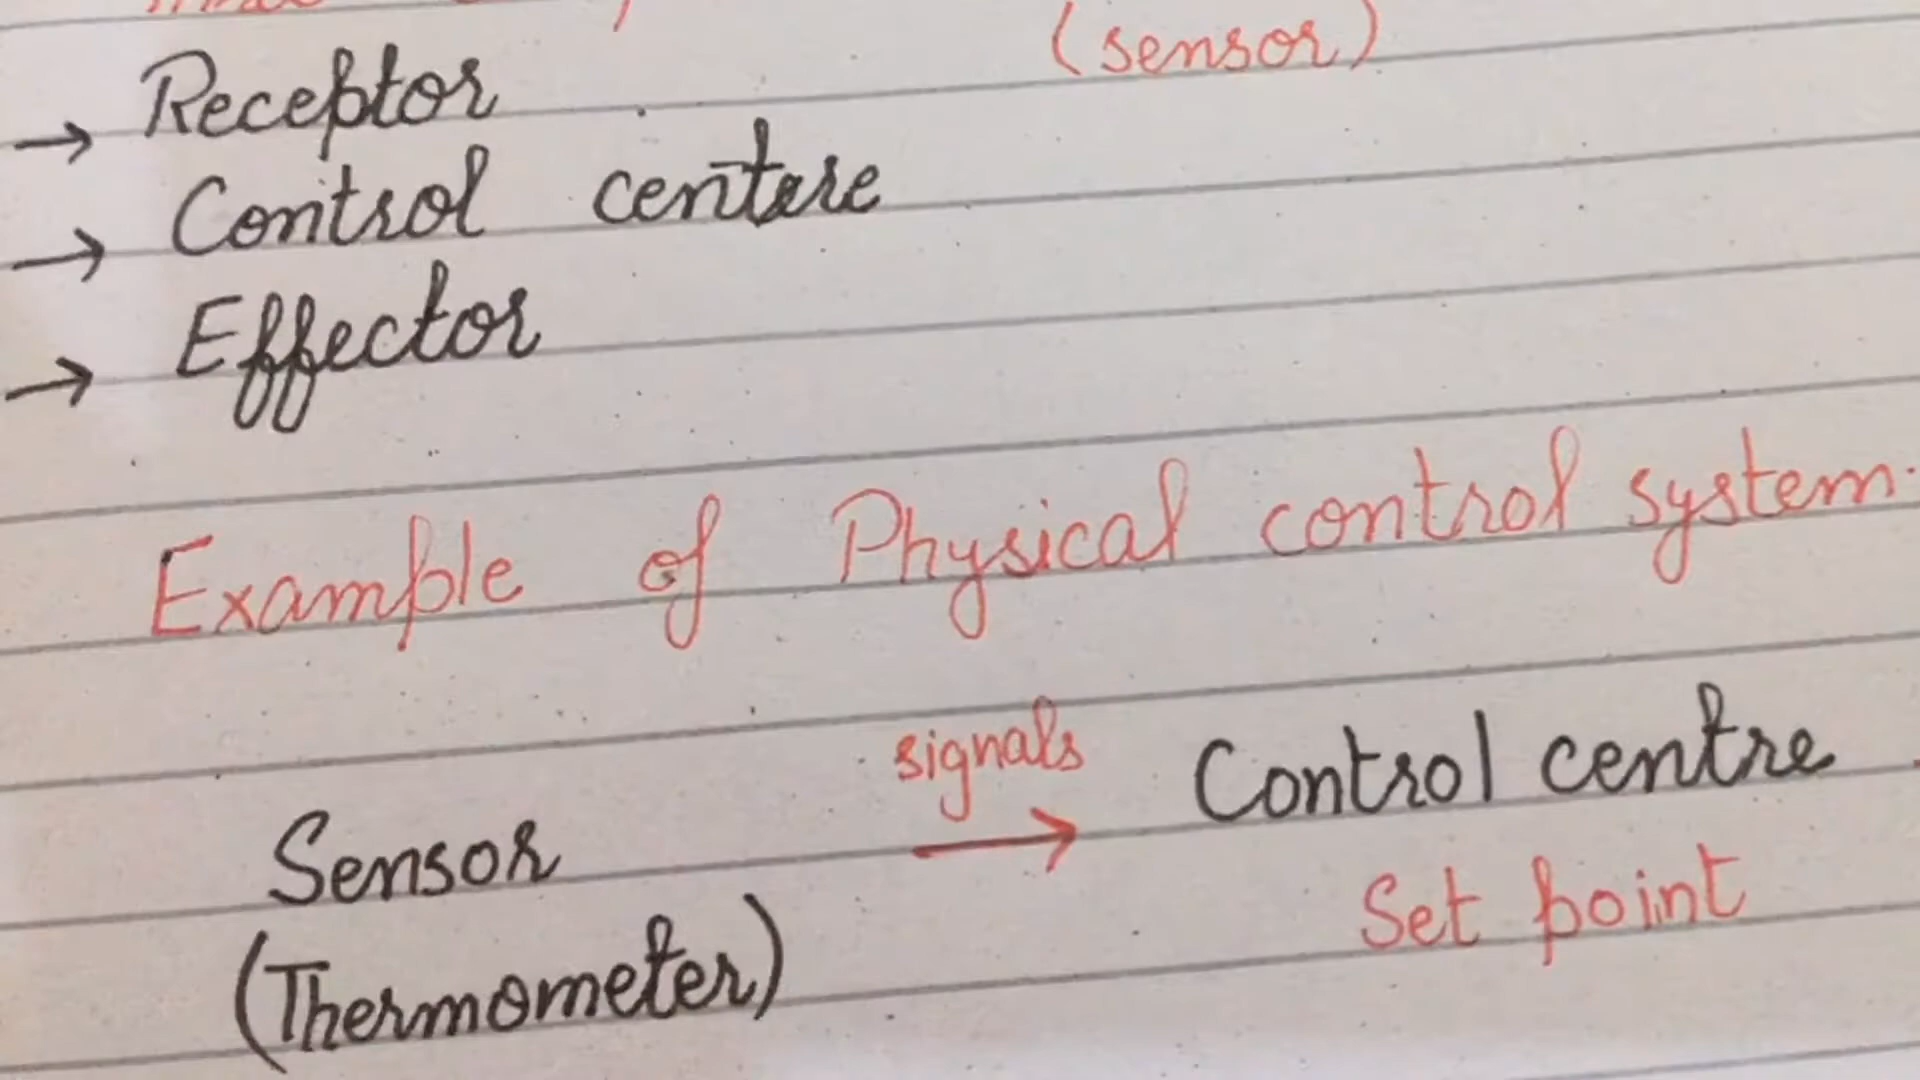 (sensor)
→ Receptor
→ Control centre
→ Effector
Example of Physical control system.
signals
Sensor → Control centre
(Thermometer) Set point